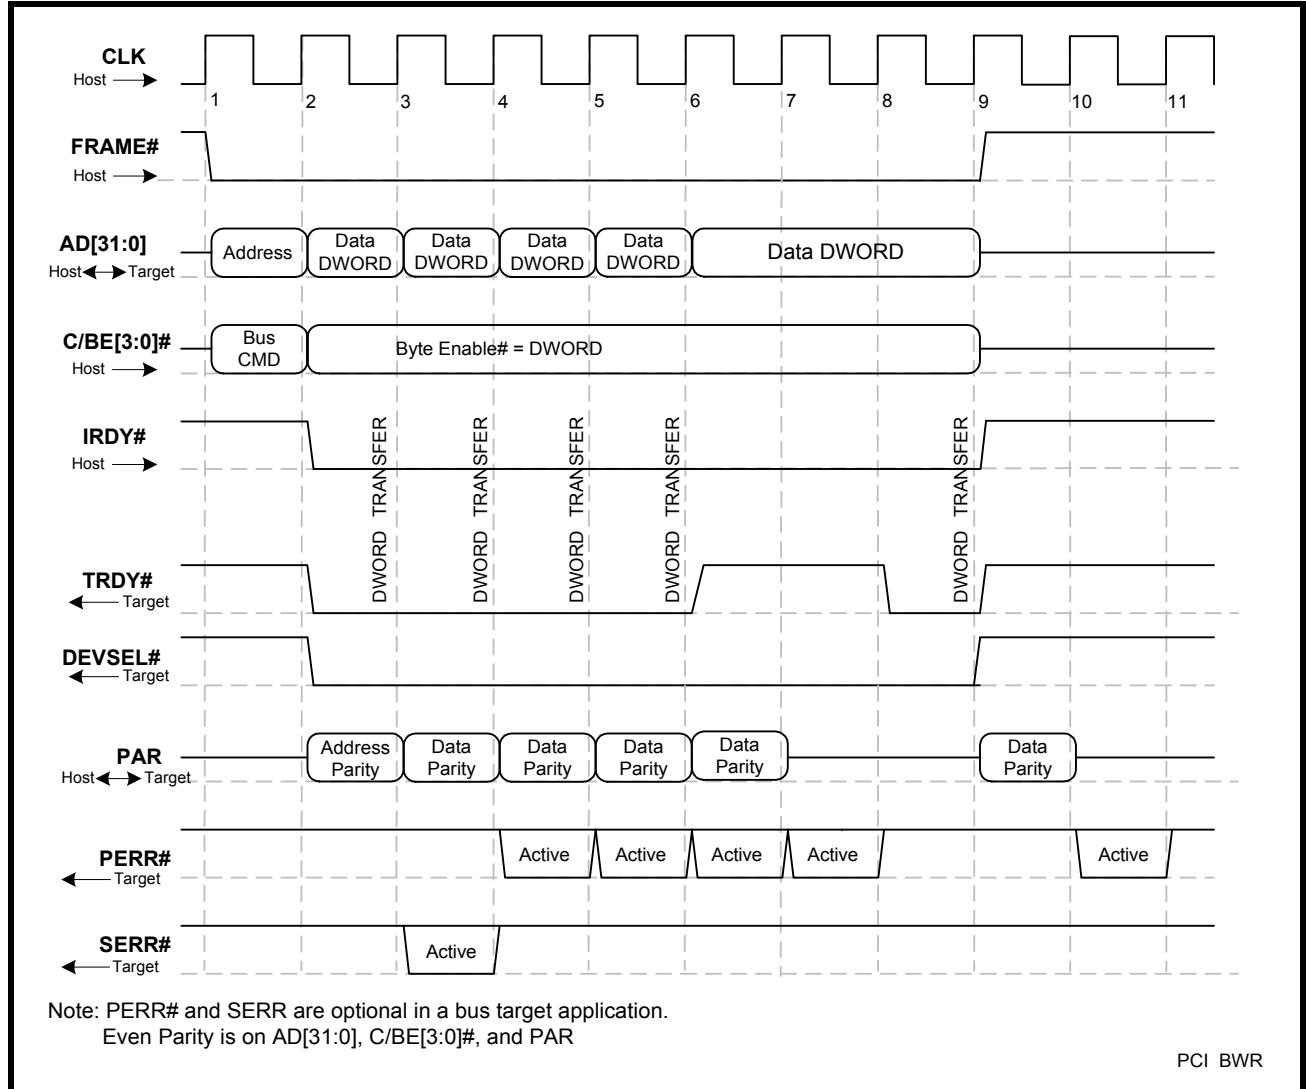 CLK
Host
1 2 3 4 5 6 7 8 9 10 11
FRAME#
Host
AD[31:0]
Host Target
Address
Data DWORD
Data DWORD
Data DWORD
Data DWORD
Data DWORD
C/BE[3:0]#
Host
Bus CMD
Byte Enable# = DWORD
IRDY#
Host
DWORD TRANSFER
DWORD TRANSFER
DWORD TRANSFER
DWORD TRANSFER
DWORD TRANSFER
TRDY#
Target
DEVSEL#
Target
PAR
Host Target
Address Parity
Data Parity
Data Parity
Data Parity
Data Parity
Data Parity
PERR#
Target
Active Active Active Active Active
SERR#
Target
Active
Note: PERR# and SERR are optional in a bus target application.
Even Parity is on AD[31:0], C/BE[3:0]#, and PAR
PCI BWR